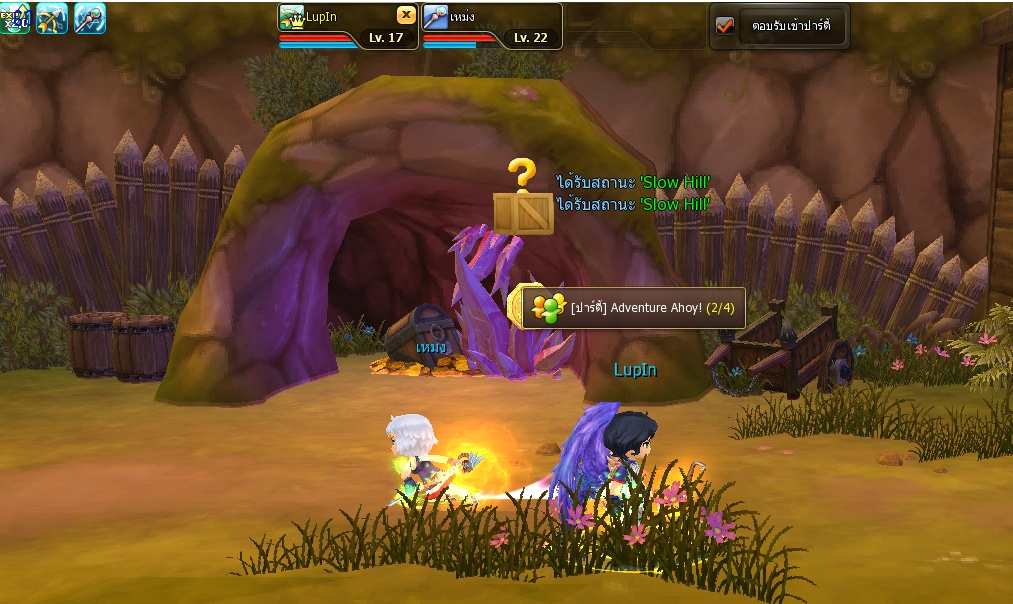 EXP
x20
LupIn
Lv. 17
เหม่ง
Lv. 22
ตอบรับเข้าปาร์ตี้
ได้รับสถานะ 'Slow Hill'
ได้รับสถานะ 'Slow Hill'
[ปาร์ตี้] Adventure Ahoy! (2/4)
เหม่ง
LupIn